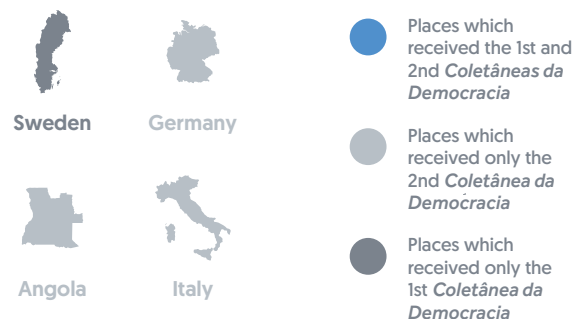 Sweden
Germany
Angola
Italy
Places which
received the 1st and
2nd Coletâneas da
Democracia
Places which
received only the
2nd Coletânea da
Democracia
Places which
received only the
1st Coletânea da
Democracia